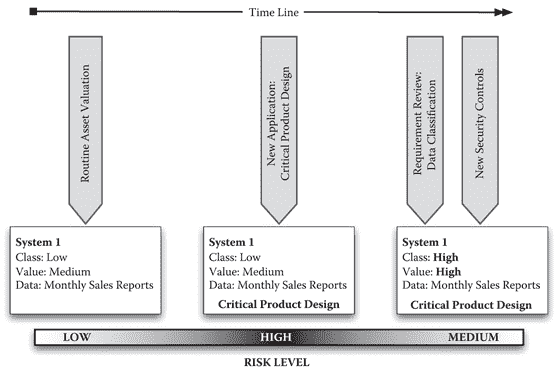 Time Line
Routine Asset Valuation
New Application:
Critical Product Design
Requirement Review:
Data Classification
New Security Controls
System 1
Class: Low
Value: Medium
Data: Monthly Sales Reports
System 1
Class: Low
Value: Medium
Data: Monthly Sales Reports
Critical Product Design
System 1
Class: High
Value: High
Data: Monthly Sales Reports
Critical Product Design
LOW
HIGH
MEDIUM
RISK LEVEL